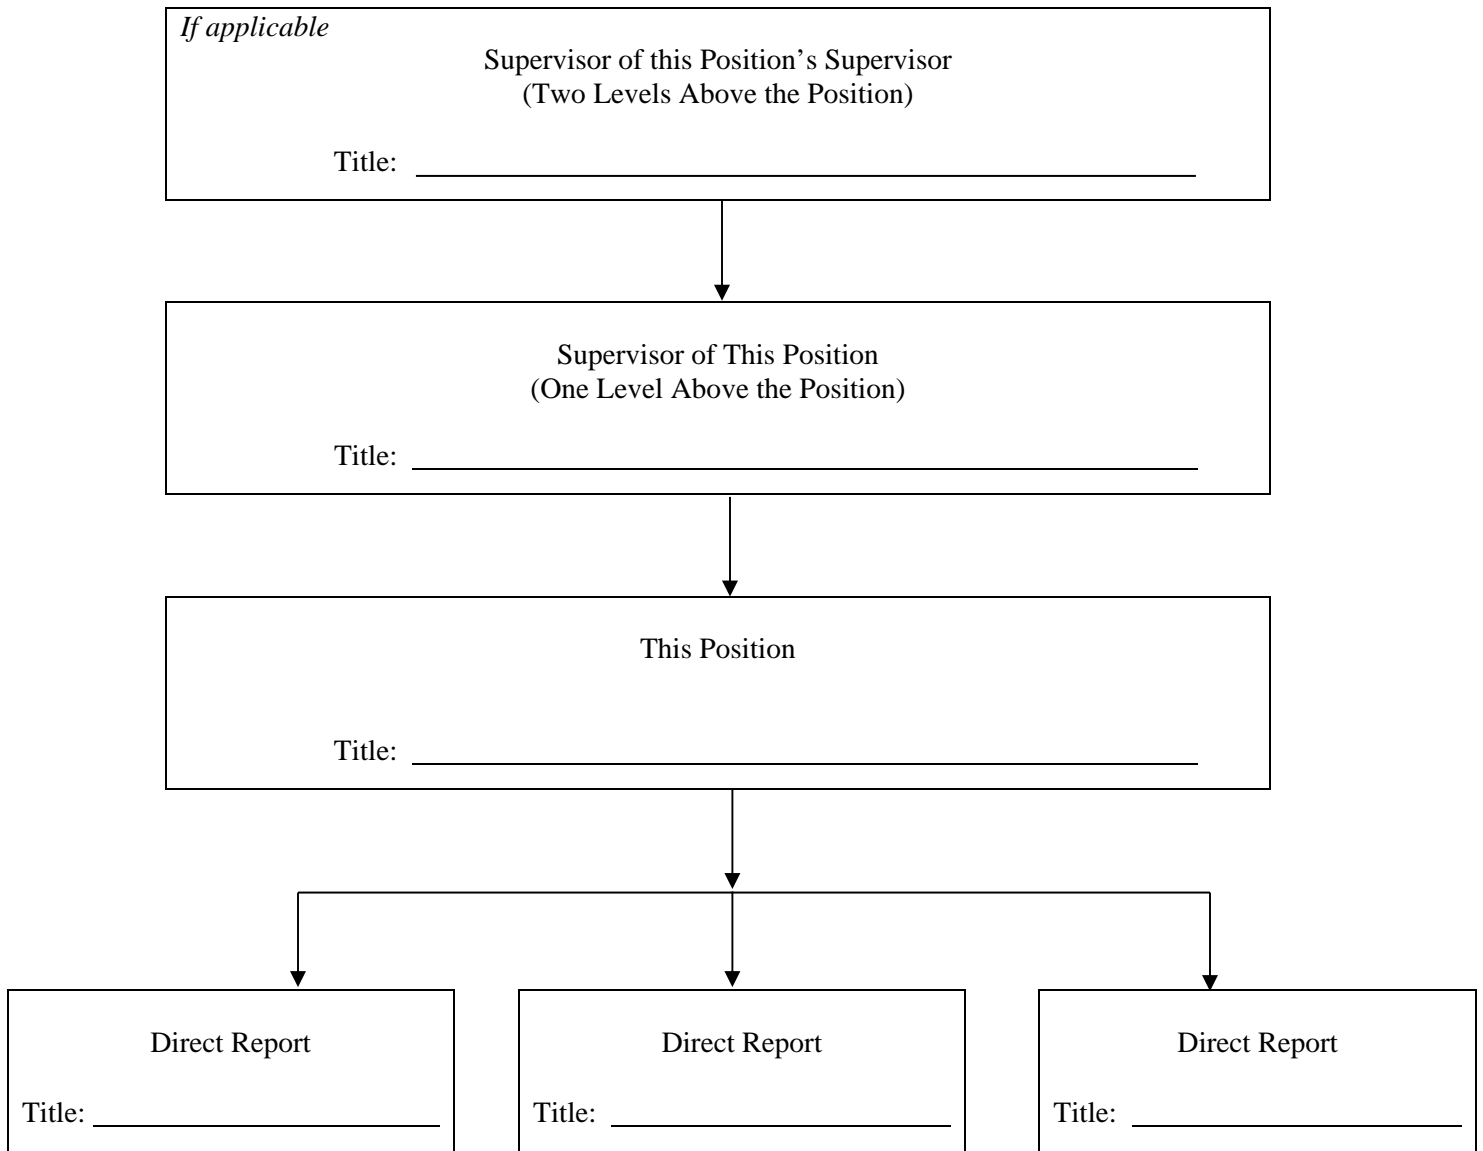 If applicable
Supervisor of this Position’s Supervisor
(Two Levels Above the Position)
Title:
Supervisor of This Position
(One Level Above the Position)
Title:
This Position
Title:
Direct Report
Title:
Direct Report
Title:
Direct Report
Title: